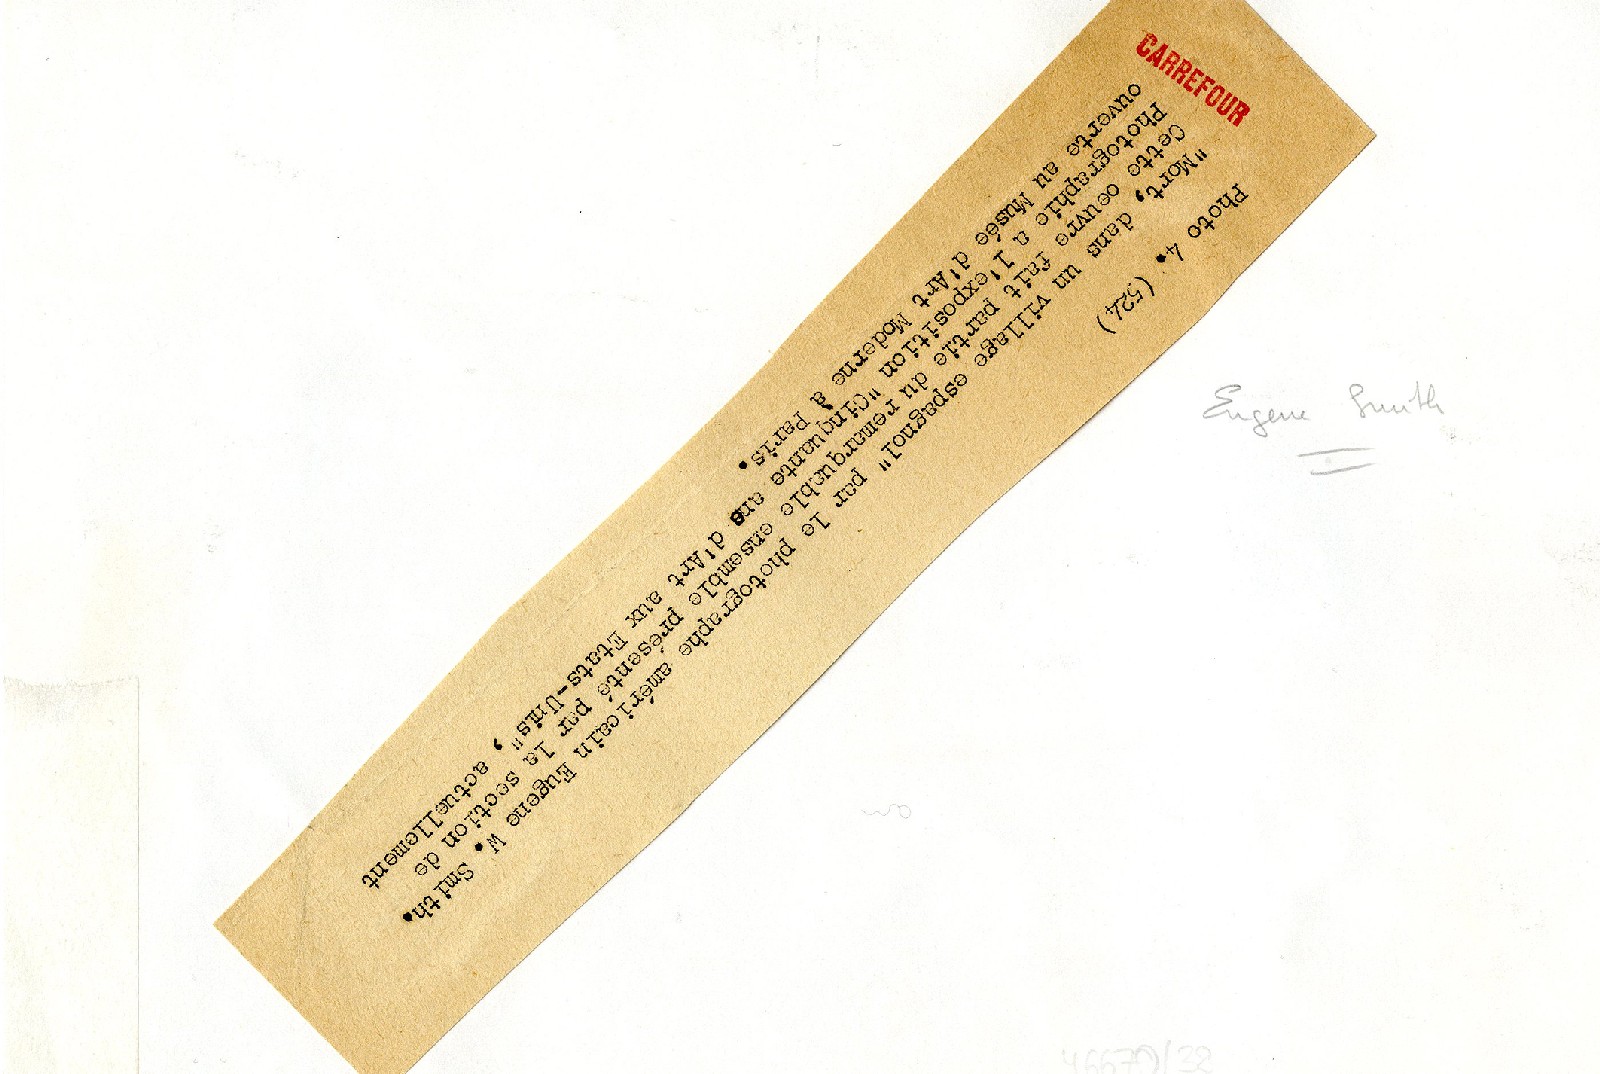 Photo 4. (524)
"Mort, dans un village espagnol" par le photographe américain Eugene W. Smith.
Cette oeuvre fait partie du remarquable ensemble présenté par la section de
Photographie a l'exposition "Cinquante ans d'Art aux Etats-Unis", actuellement
ouverte au Musée d'Art Moderne à Paris.
CARREFOUR
Eugene Smith